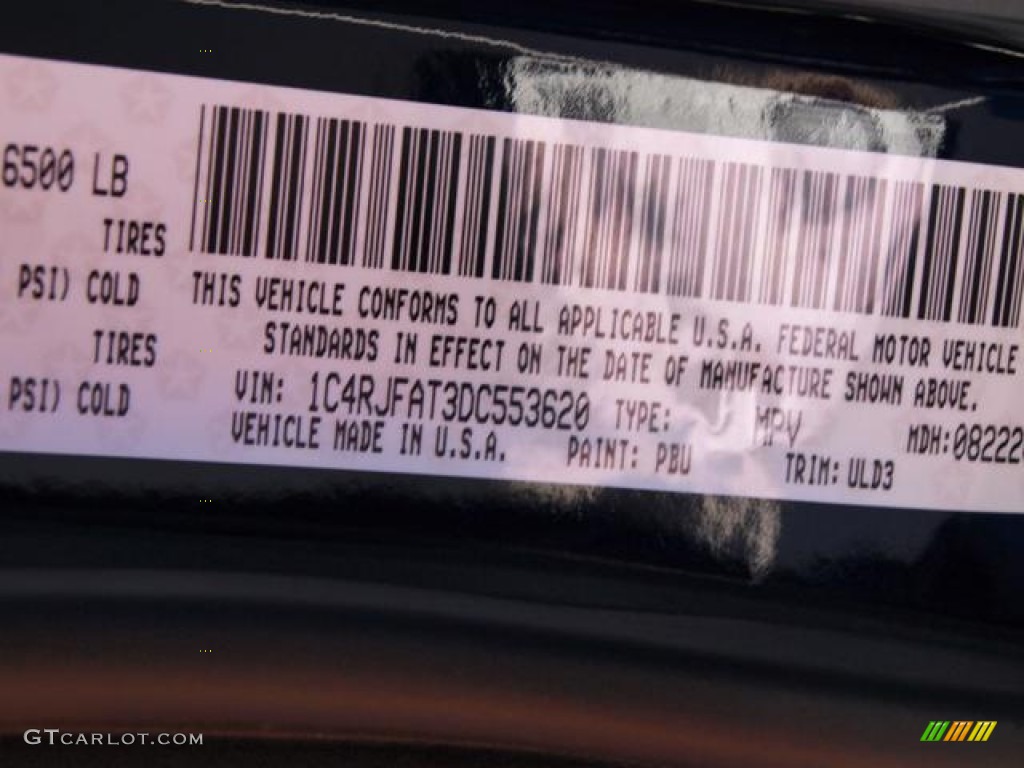 6500 LB
TIRES
PSI) COLD
TIRES
PSI) COLD
THIS VEHICLE CONFORMS TO ALL APPLICABLE U.S.A. FEDERAL MOTOR VEHICLE
STANDARDS IN EFFECT ON THE DATE OF MANUFACTURE SHOWN ABOVE.
VIN: 1C4RJFAT3DC553620 TYPE: MPV MDH:08222
VEHICLE MADE IN U.S.A. PAINT: PBU TRIM: ULD3
GTCARLOT.COM